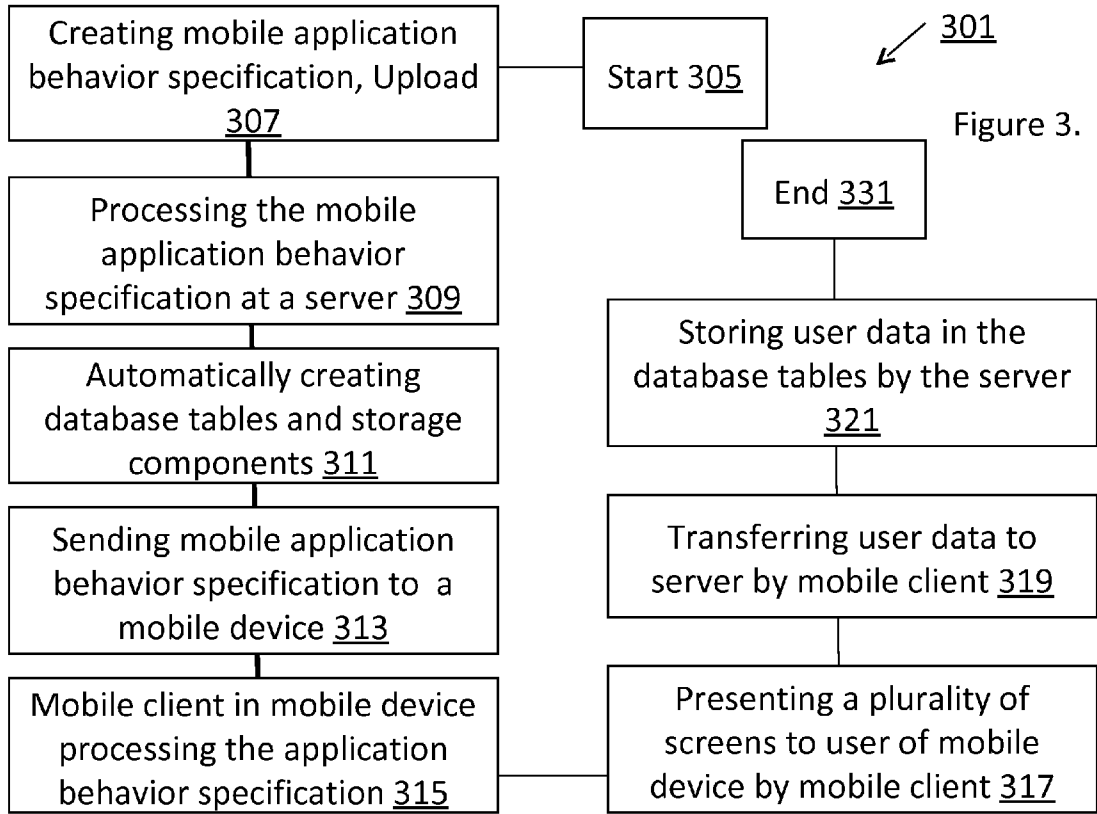 Creating mobile application
behavior specification, Upload
307
Start 305
301
Figure 3.
Processing the mobile
application behavior
specification at a server 309
Automatically creating
database tables and storage
components 311
Sending mobile application
behavior specification to a
mobile device 313
Mobile client in mobile device
processing the application
behavior specification 315
Presenting a plurality of
screens to user of mobile
device by mobile client 317
Transferring user data to
server by mobile client 319
Storing user data in the
database tables by the server
321
End 331